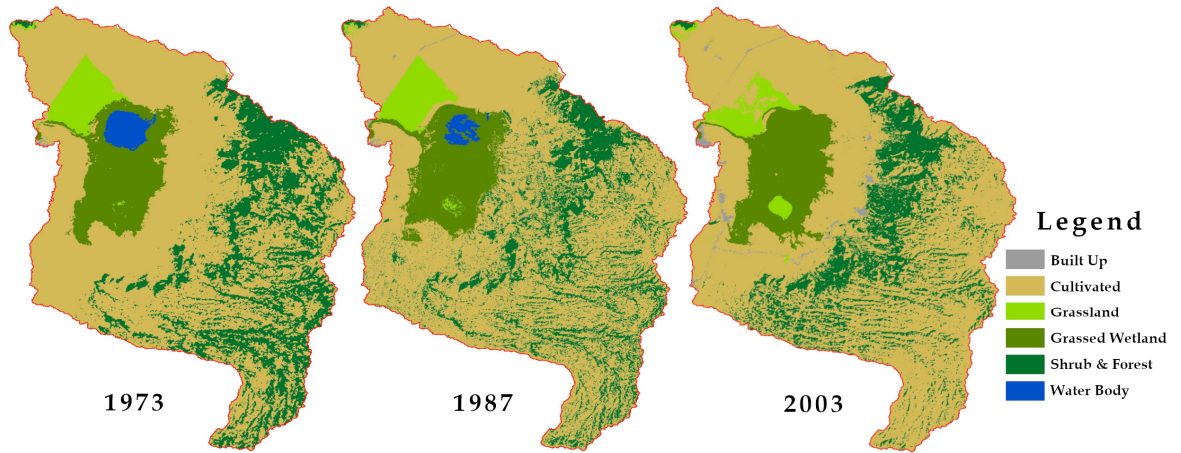 Legend
Built Up
Cultivated
Grassland
Grassed Wetland
Shrub & Forest
Water Body
1973
1987
2003